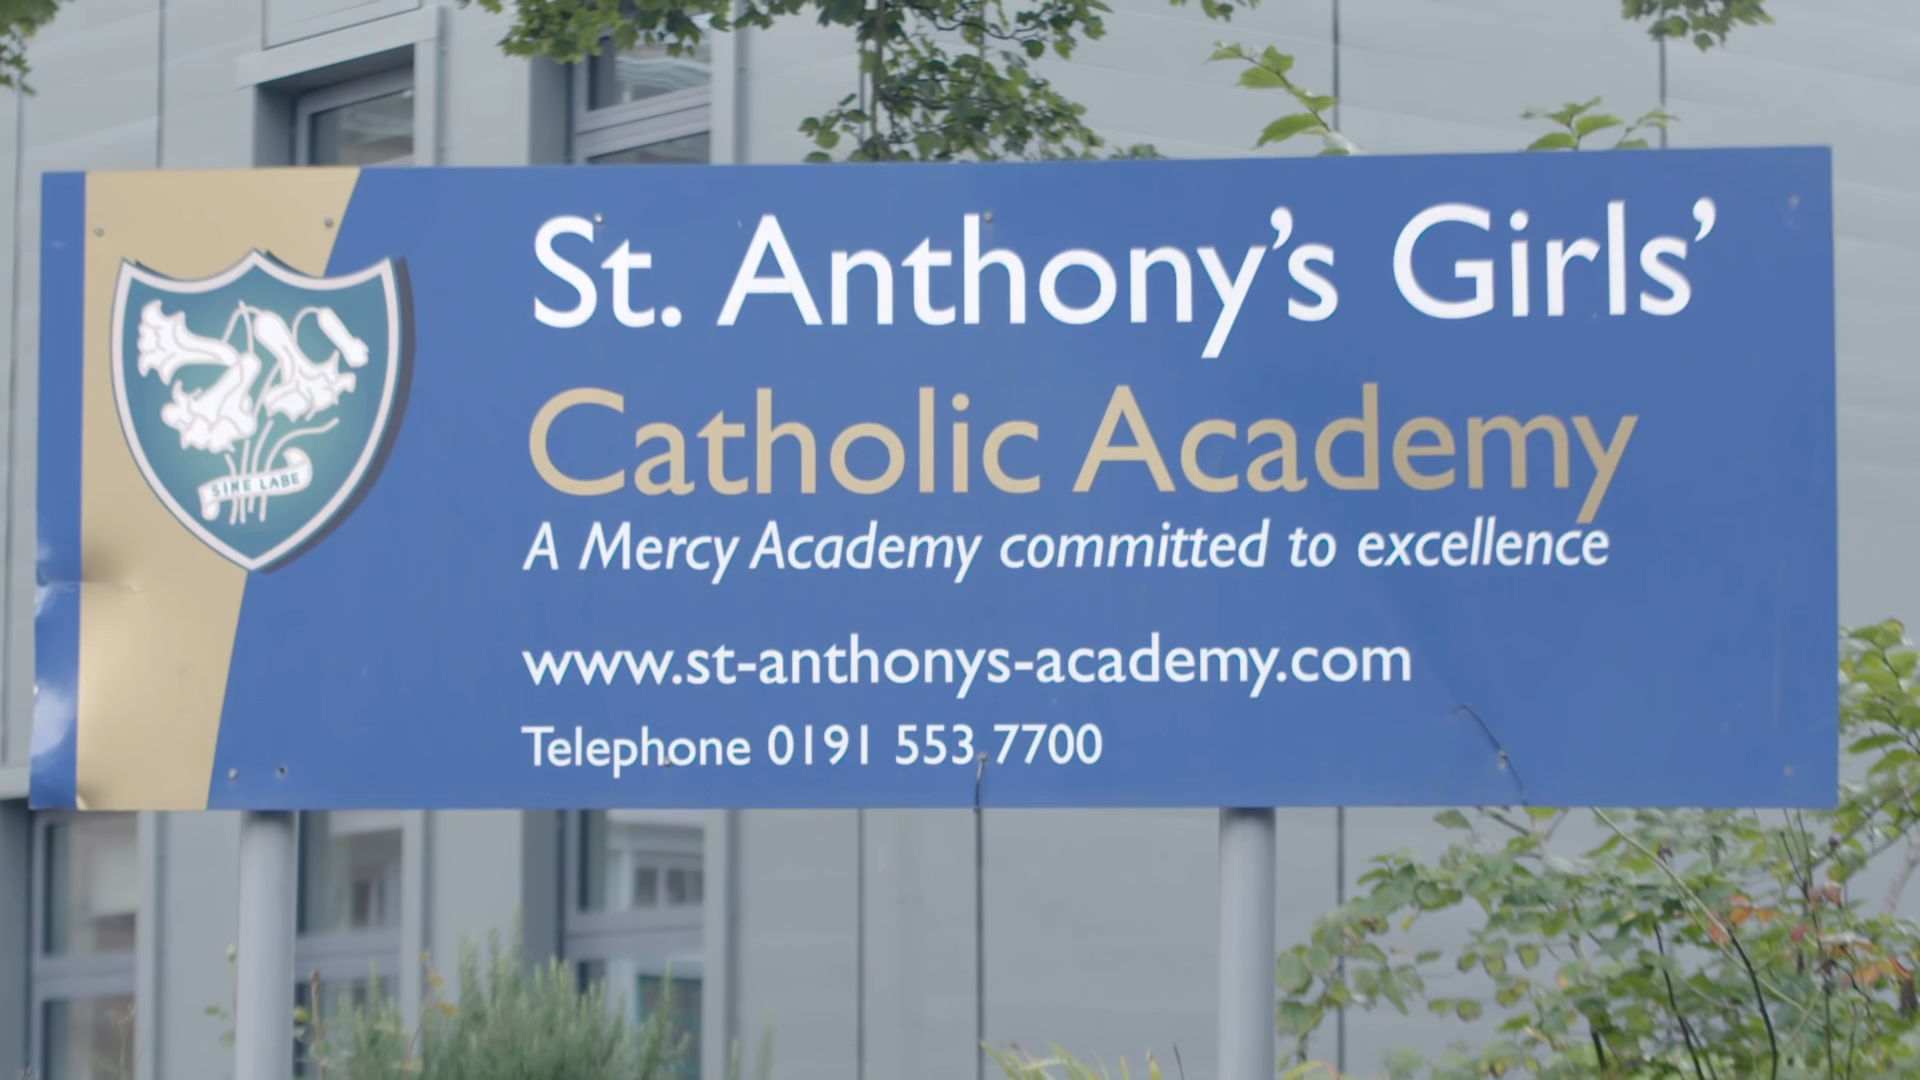 St. Anthony’s Girls’
Catholic Academy
A Mercy Academy committed to excellence
www.st-anthonys-academy.com
Telephone 0191 553 7700
SINE LABE